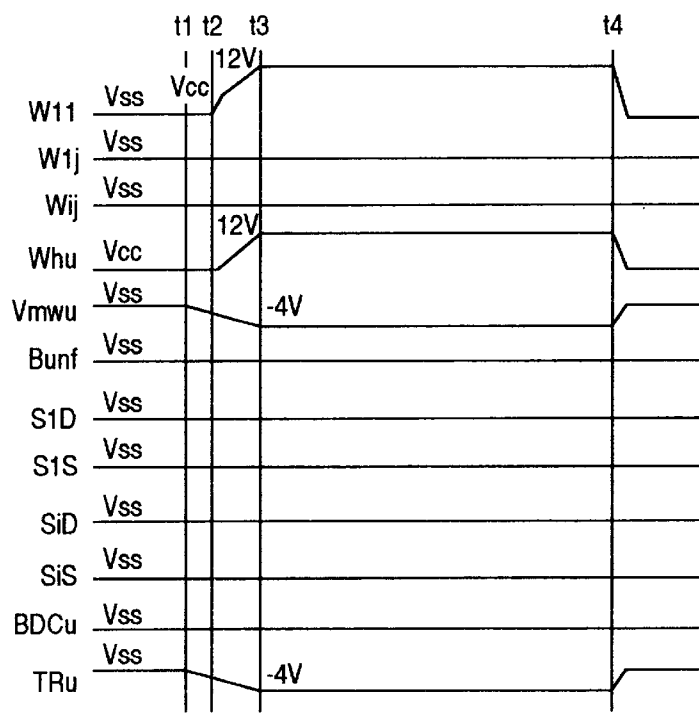 t1 t2 t3 t4
12V
Vcc
W11 Vss
W1j Vss
Wij Vss
12V
Whu Vcc
Vmwu Vss -4V
Bunf Vss
S1D Vss
S1S Vss
SiD Vss
SiS Vss
BDCu Vss
TRu Vss -4V